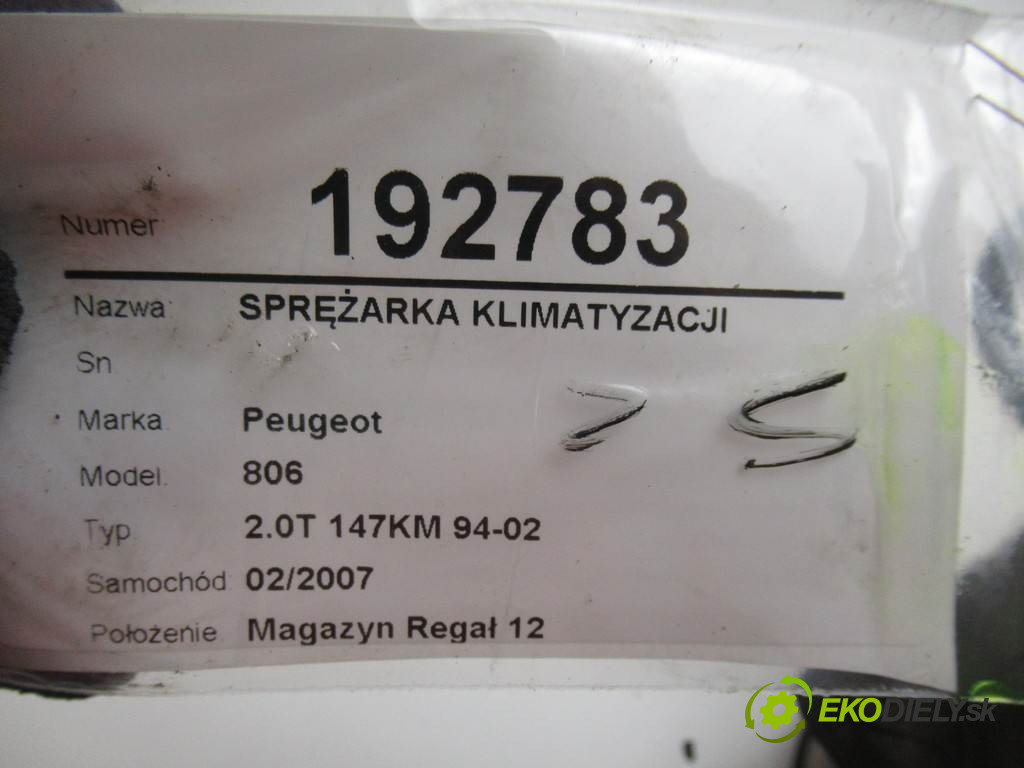 Numer: 192783
Nazwa: SPRĘŻARKA KLIMATYZACJI
Sn
Marka Peugeot
Model. 806
Typ 2.0T 147KM 94-02
Samochód 02/2007
Położenie Magazyn Regał 12
EKODIELY.sk